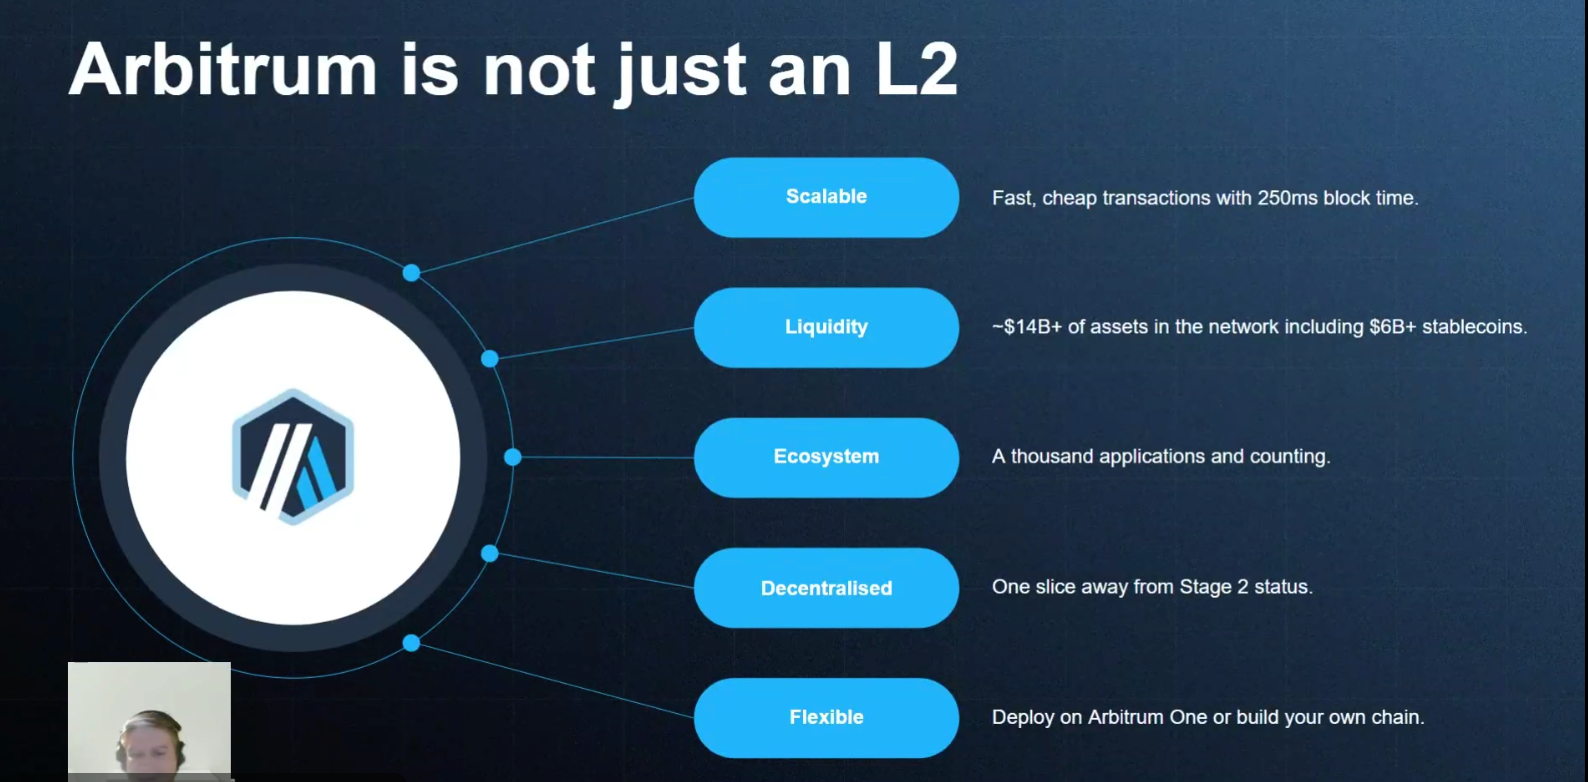 Arbitrum is not just an L2
Scalable
Fast, cheap transactions with 250ms block time.
Liquidity
~$14B+ of assets in the network including $6B+ stablecoins.
Ecosystem
A thousand applications and counting.
Decentralised
One slice away from Stage 2 status.
Flexible
Deploy on Arbitrum One or build your own chain.